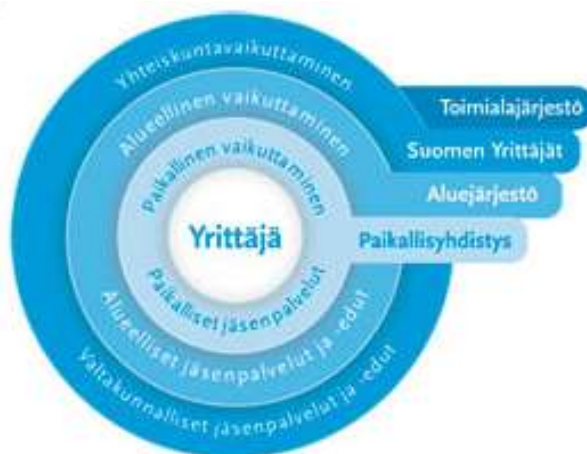 Yhteiskuntavaikuttaminen
Toimialajärjestö
Alueellinen vaikuttaminen
Suomen Yrittäjät
Paikallinen vaikuttaminen
Aluejärjestö
Yrittäjä
Paikallisyhdistys
Paikalliset jäsenpalvelut
Alueelliset jäsenpalvelut ja -edut
Valtakunnalliset jäsenpalvelut ja -edut